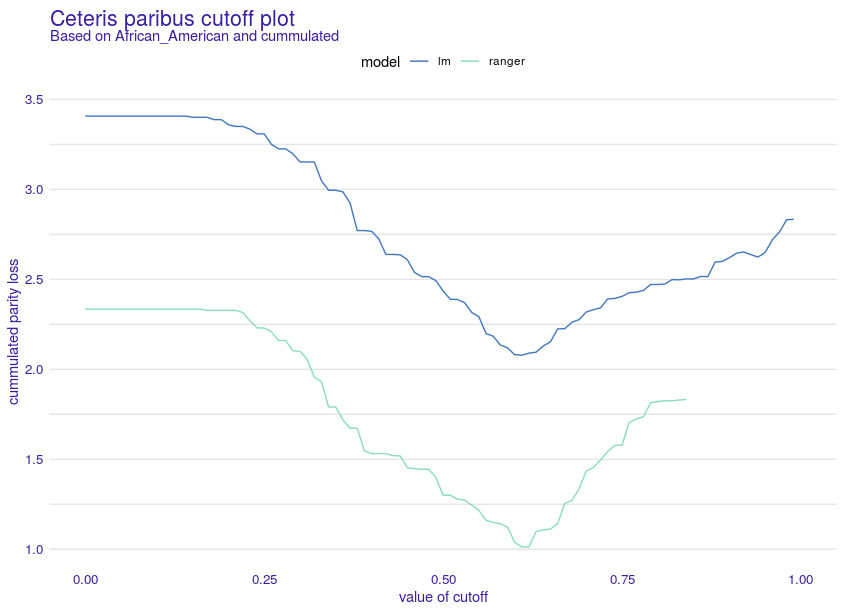 Ceteris paribus cutoff plot
Based on African_American and cummulated
model lm ranger
cummulated parity loss
3.5
3.0
2.5
2.0
1.5
1.0
0.00 0.25 0.50 0.75 1.00
value of cutoff